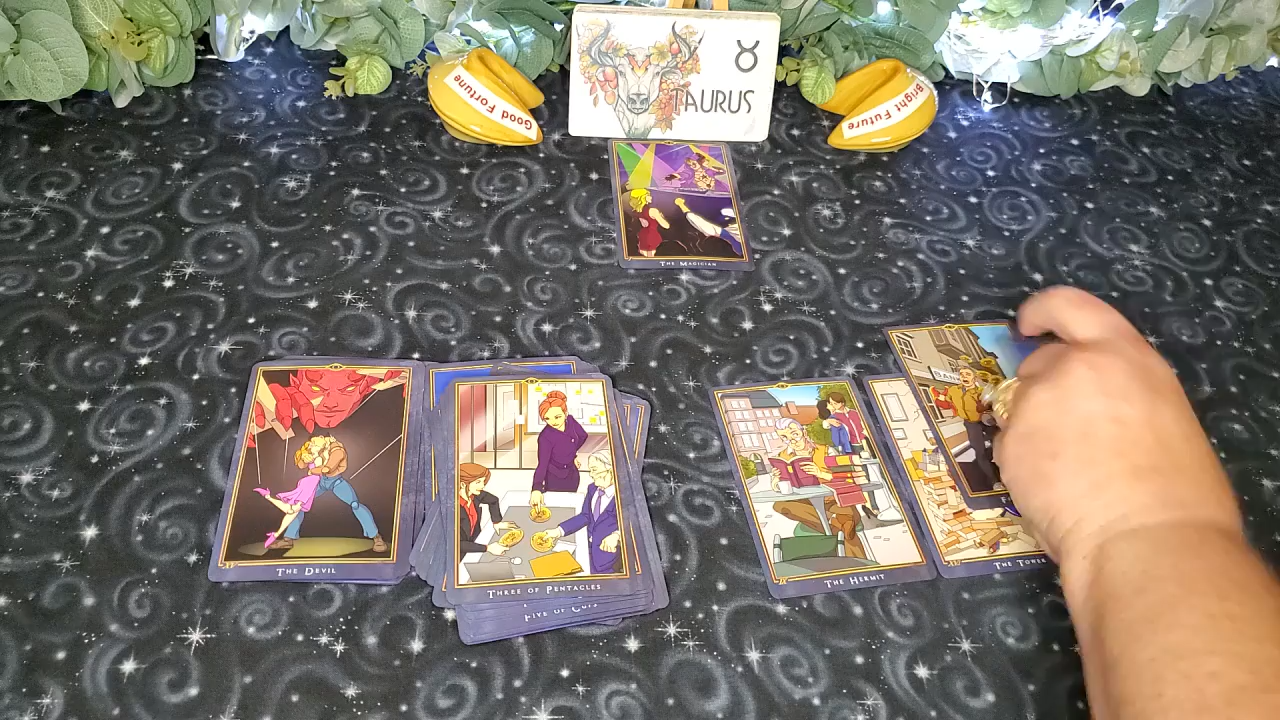 Good Fortune
TAURUS
Bright Future
THE MAGICIAN
BANK
THE DEVIL
THREE OF PENTACLES
FIVE OF CUPS
THE HERMIT
THE TOWER